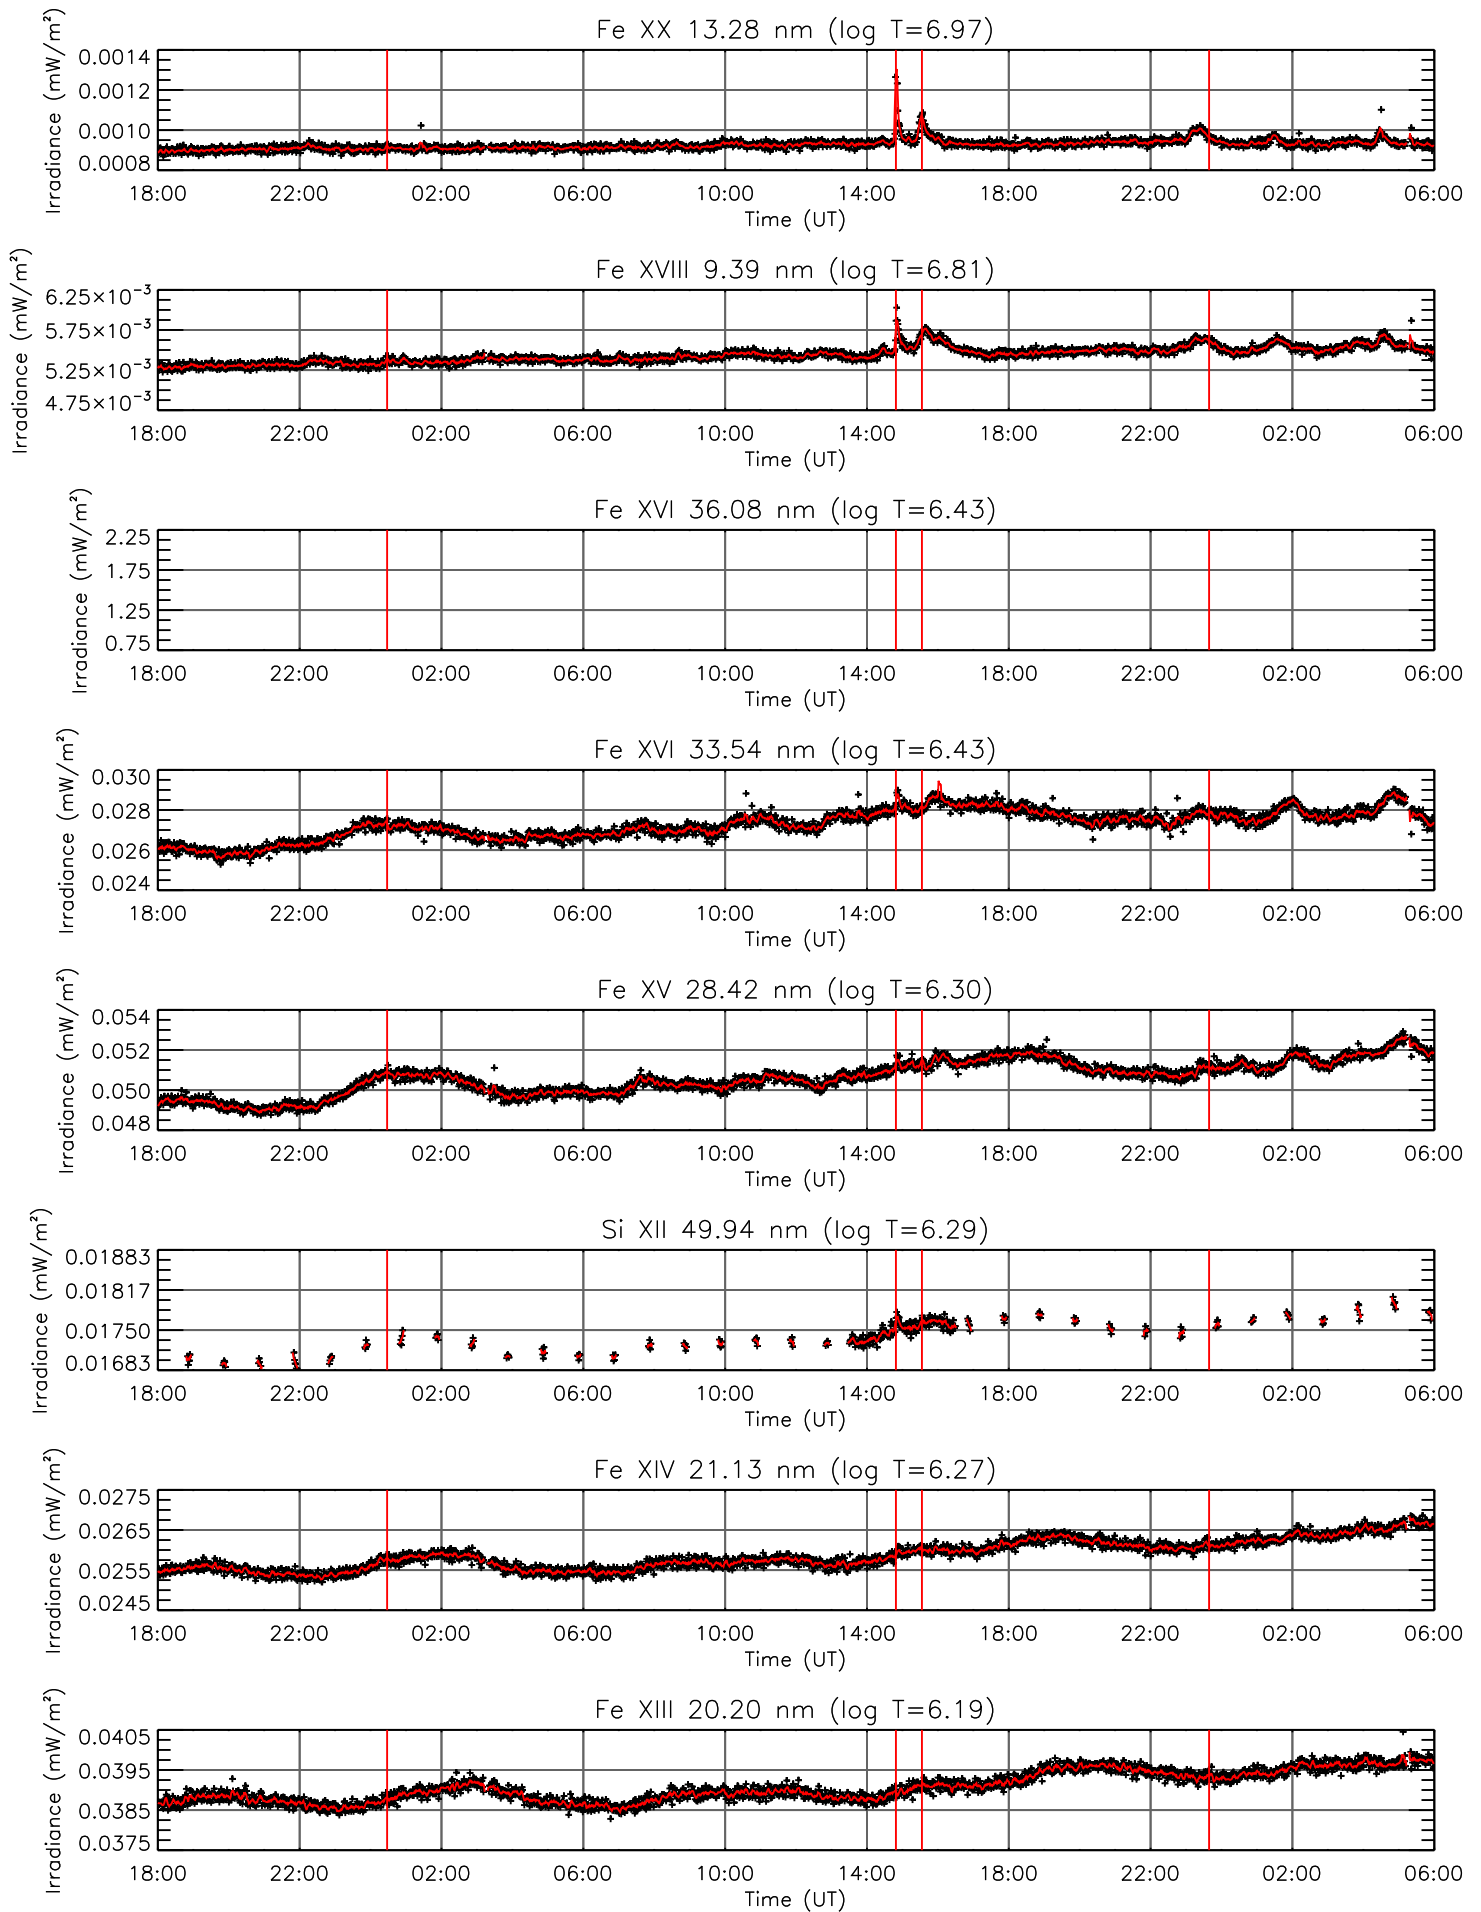 Fe XX 13.28 nm (log T=6.97)
Irradiance (mW/m²)
0.0014
0.0012
0.0010
0.0008
18:00 22:00 02:00 06:00 10:00 14:00 18:00 22:00 02:00 06:00
Time (UT)
Fe XVIII 9.39 nm (log T=6.81)
Irradiance (mW/m²)
6.25×10⁻³
5.75×10⁻³
5.25×10⁻³
4.75×10⁻³
18:00 22:00 02:00 06:00 10:00 14:00 18:00 22:00 02:00 06:00
Time (UT)
Fe XVI 36.08 nm (log T=6.43)
Irradiance (mW/m²)
2.25
1.75
1.25
0.75
18:00 22:00 02:00 06:00 10:00 14:00 18:00 22:00 02:00 06:00
Time (UT)
Fe XVI 33.54 nm (log T=6.43)
Irradiance (mW/m²)
0.030
0.028
0.026
0.024
18:00 22:00 02:00 06:00 10:00 14:00 18:00 22:00 02:00 06:00
Time (UT)
Fe XV 28.42 nm (log T=6.30)
Irradiance (mW/m²)
0.054
0.052
0.050
0.048
18:00 22:00 02:00 06:00 10:00 14:00 18:00 22:00 02:00 06:00
Time (UT)
Si XII 49.94 nm (log T=6.29)
Irradiance (mW/m²)
0.01883
0.01817
0.01750
0.01683
18:00 22:00 02:00 06:00 10:00 14:00 18:00 22:00 02:00 06:00
Time (UT)
Fe XIV 21.13 nm (log T=6.27)
Irradiance (mW/m²)
0.0275
0.0265
0.0255
0.0245
18:00 22:00 02:00 06:00 10:00 14:00 18:00 22:00 02:00 06:00
Time (UT)
Fe XIII 20.20 nm (log T=6.19)
Irradiance (mW/m²)
0.0405
0.0395
0.0385
0.0375
18:00 22:00 02:00 06:00 10:00 14:00 18:00 22:00 02:00 06:00
Time (UT)